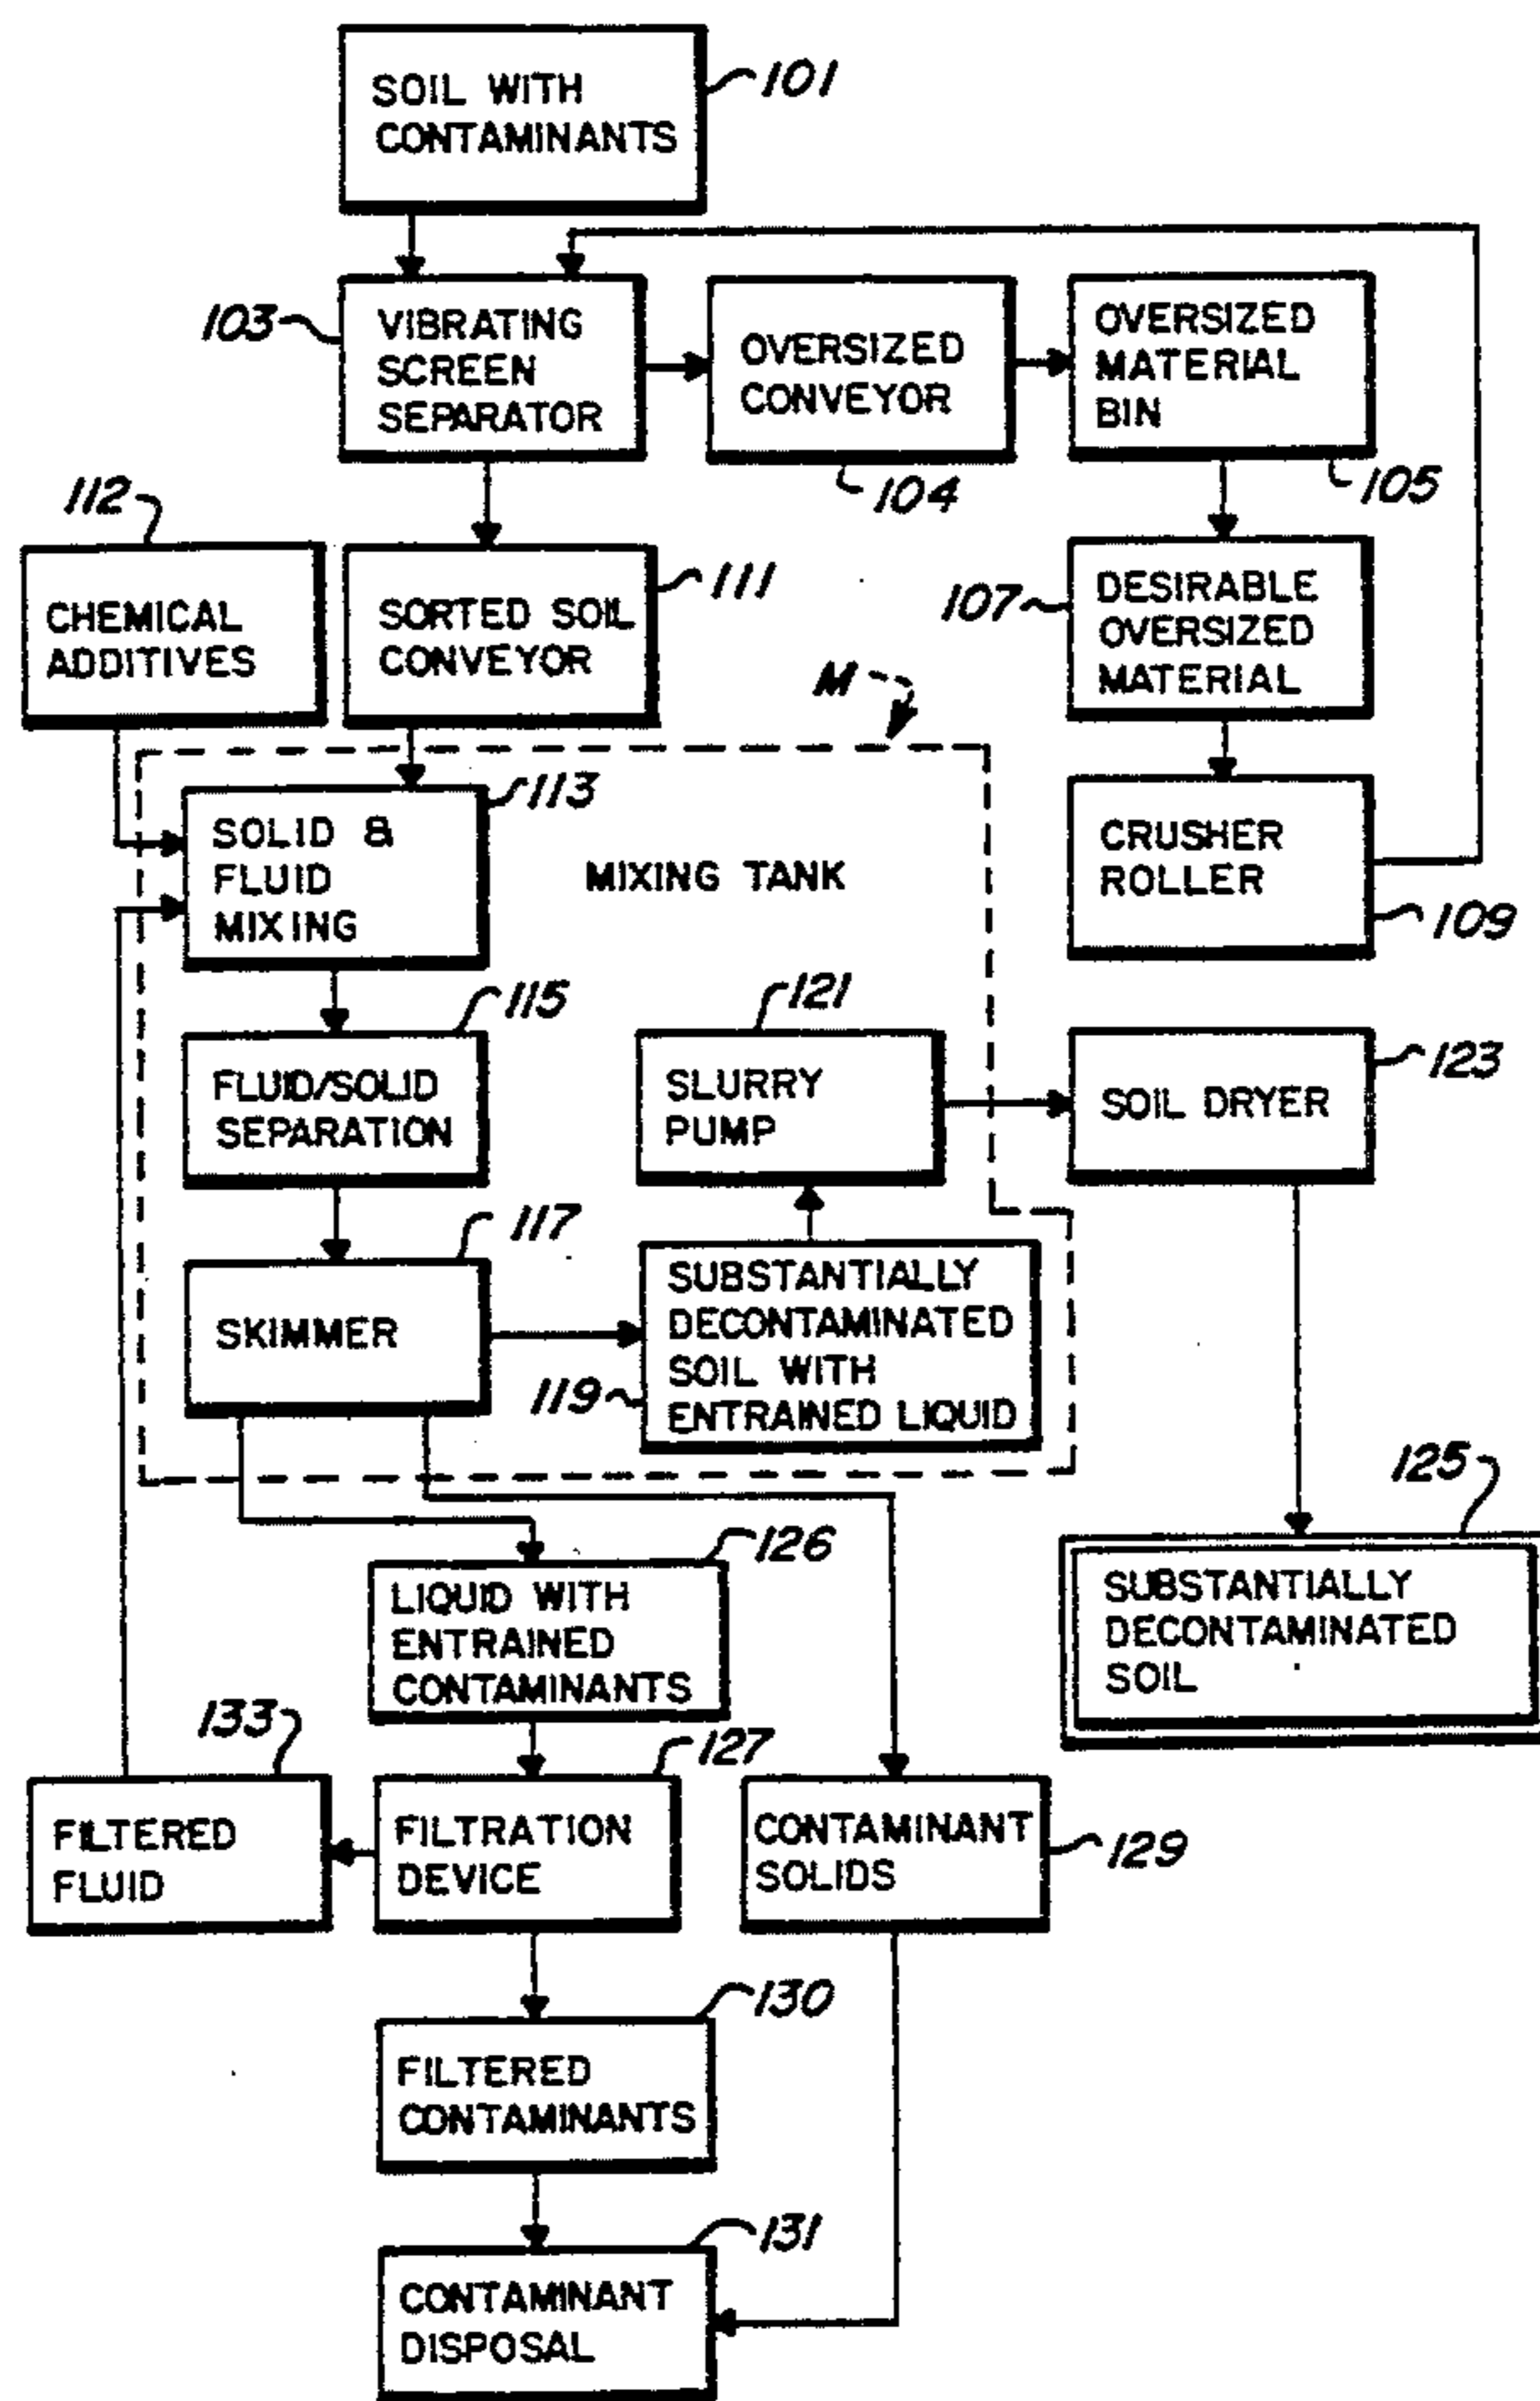 SOIL WITH
CONTAMINANTS
101
103
VIBRATING
SCREEN
SEPARATOR
OVERSIZED
CONVEYOR
104
OVERSIZED
MATERIAL
BIN
105
112
CHEMICAL
ADDITIVES
SORTED SOIL
CONVEYOR
111
107
DESIRABLE
OVERSIZED
MATERIAL
M
113
SOLID &
FLUID
MIXING
MIXING TANK
CRUSHER
ROLLER
109
115
FLUID/SOLID
SEPARATION
121
SLURRY
PUMP
123
SOIL DRYER
117
SKIMMER
119
SUBSTANTIALLY
DECONTAMINATED
SOIL WITH
ENTRAINED LIQUID
125
SUBSTANTIALLY
DECONTAMINATED
SOIL
126
LIQUID WITH
ENTRAINED
CONTAMINANTS
133
FILTERED
FLUID
127
FILTRATION
DEVICE
CONTAMINANT
SOLIDS
129
130
FILTERED
CONTAMINANTS
131
CONTAMINANT
DISPOSAL